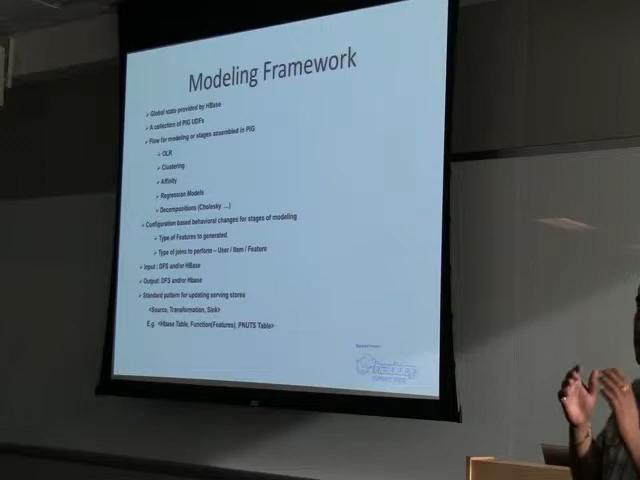 Modeling Framework
Global state provided by HBase
A collection of PIG UDFs
Flow for modeling or stages assembled in PIG
OLR
Clustering
Affinity
Regression Models
Decompositions (Cholesky ...)
Configuration based behavioral changes for stages of modeling
Type of Features to generated
Type of joins to perform – User / Item / Feature
Input : DFS and/or HBase
Output: DFS and/or Hbase
Standard pattern for updating serving stores
<Source, Transformation, Sink>
E.g. <Hbase Table, Function(Features), PNUTS Table>